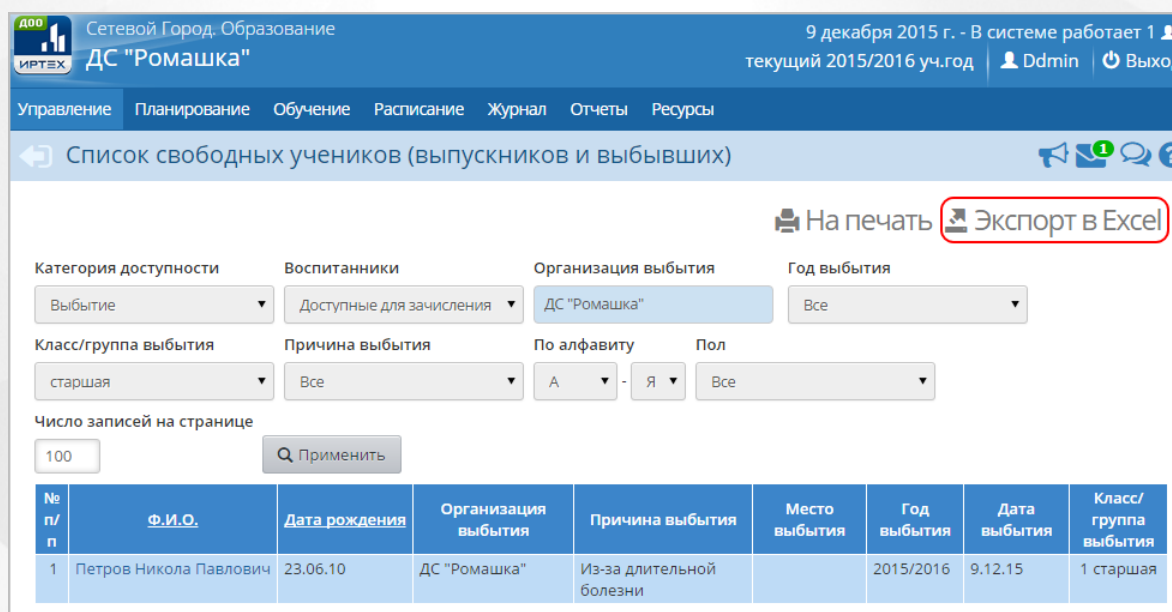 ДОО
ИРТЕХ
Сетевой Город. Образование
ДС "Ромашка"
9 декабря 2015 г. - В системе работает 1
текущий 2015/2016 уч.год
Ddmin
Выхо
Управление Планирование Обучение Расписание Журнал Отчеты Ресурсы
Список свободных учеников (выпускников и выбывших)
1
На печать Экспорт в Excel
Категория доступности Воспитанники Организация выбытия Год выбытия
Выбытие Доступные для зачисления ДС "Ромашка" Все
Класс/группа выбытия Причина выбытия По алфавиту Пол
старшая Все А - Я Все
Число записей на странице
100 Применить
№ п/п Ф.И.О. Дата рождения Организация выбытия Причина выбытия Место выбытия Год выбытия Дата выбытия Класс/группа выбытия
1 Петров Никола Павлович 23.06.10 ДС "Ромашка" Из-за длительной болезни 2015/2016 9.12.15 1 старшая